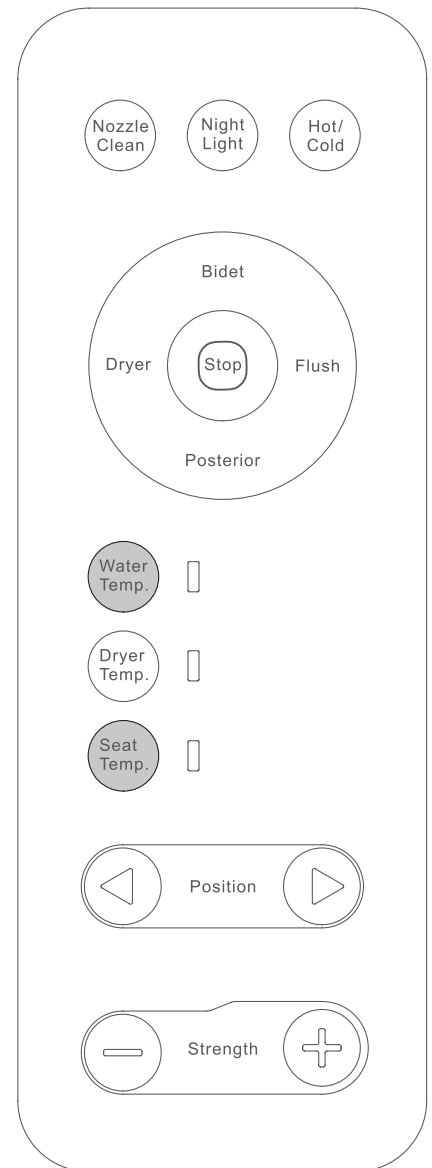 Nozzle
Clean
Night
Light
Hot/
Cold
Bidet
Dryer
Stop
Flush
Posterior
Water
Temp.
Dryer
Temp.
Seat
Temp.
Position
Strength